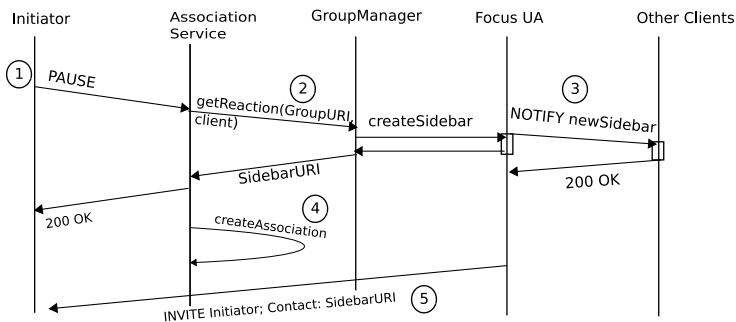 Initiator
Association
Service
GroupManager
Focus UA
Other Clients
1
PAUSE
2
getReaction(GroupURI,
client)
createSidebar
3
NOTIFY newSidebar
SidebarURI
200 OK
200 OK
4
createAssociation
INVITE Initiator; Contact: SidebarURI
5